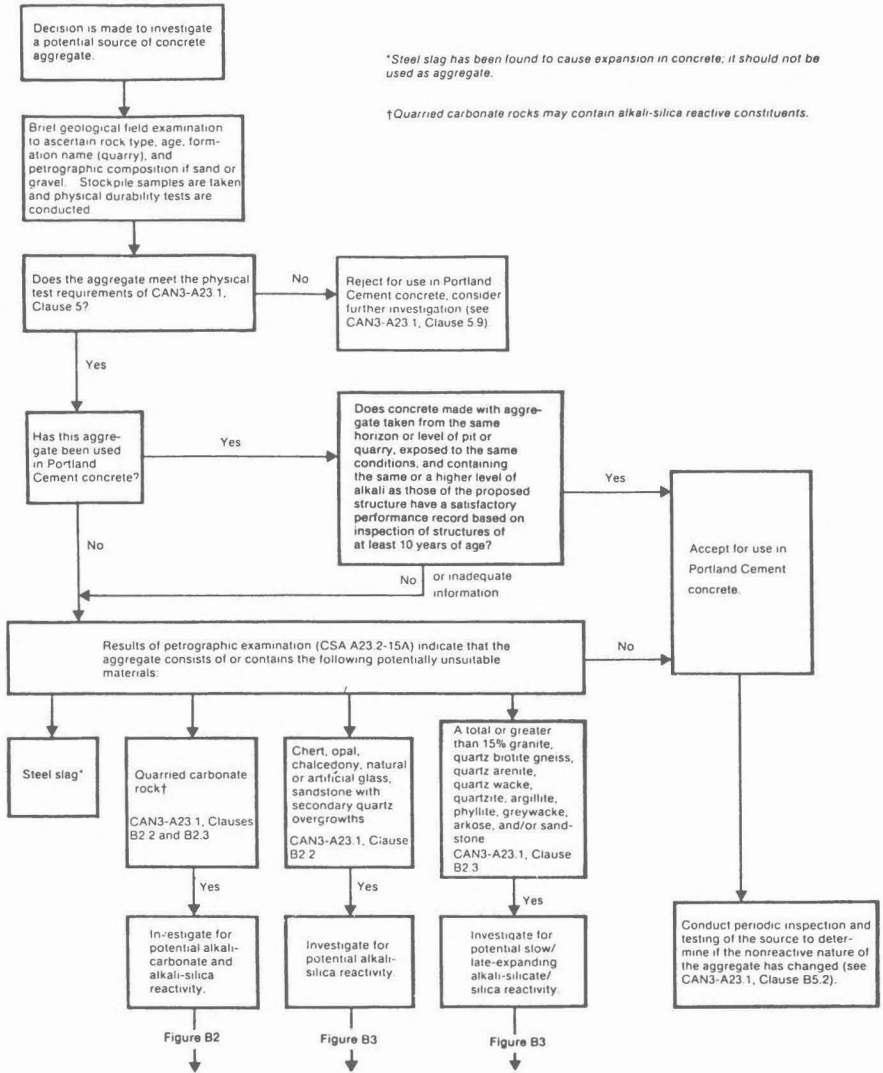 Decision is made to investigate
a potential source of concrete
aggregate.
*Steel slag has been found to cause expansion in concrete; it should not be
used as aggregate.
†Quarried carbonate rocks may contain alkali-silica reactive constituents.
Brief geological field examination
to ascertain rock type, age, form-
ation name (quarry), and
petrographic composition if sand or
gravel. Stockpile samples are taken
and physical durability tests are
conducted
Does the aggregate meet the physical
test requirements of CAN3-A23.1,
Clause 5?
No
Reject for use in Portland
Cement concrete, consider
further investigation (see
CAN3-A23.1, Clause 5.9)
Yes
Has this aggre-
gate been used
in Portland
Cement concrete?
Yes
Does concrete made with aggre-
gate taken from the same
horizon or level of pit or
quarry, exposed to the same
conditions, and containing
the same or a higher level of
alkali as those of the proposed
structure have a satisfactory
performance record based on
inspection of structures of
at least 10 years of age?
Yes
Accept for use in
Portland Cement
concrete.
No
No or inadequate
information
Results of petrographic examination (CSA A23.2-15A) indicate that the
aggregate consists of or contains the following potentially unsuitable
materials:
No
Steel slag*
Quarried carbonate
rock†
CAN3-A23.1, Clauses
B2.2 and B2.3
Chert, opal,
chalcedony, natural
or artificial glass,
sandstone with
secondary quartz
overgrowths
CAN3-A23.1, Clause
B2.2
A total or greater
than 15% granite,
quartz biotite gneiss,
quartz arenite,
quartz wacke,
quartzite, argillite,
phyllite, greywacke,
arkose, and/or sand-
stone
CAN3-A23.1, Clause
B2.3
Yes
Yes
Yes
Investigate for
potential alkali-
carbonate and
alkali-silica
reactivity.
Investigate for
potential alkali-
silica reactivity.
Investigate for
potential slow/
late-expanding
alkali-silicate/
silica reactivity.
Conduct periodic inspection and
testing of the source to deter-
mine if the nonreactive nature of
the aggregate has changed (see
CAN3-A23.1, Clause B5.2).
Figure B2
Figure B3
Figure B3